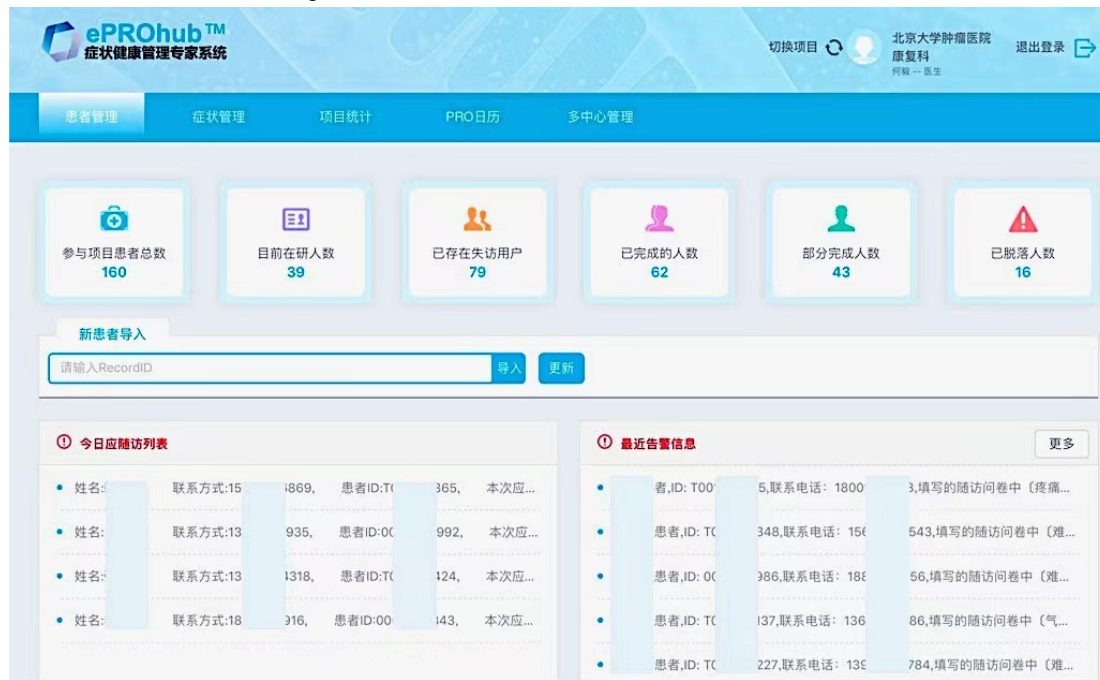 ePROhub™
症状健康管理专家系统
切换项目
北京大学肿瘤医院
康复科
何毅 -- 医生
退出登录
患者管理 症状管理 项目统计 PRO日历 多中心管理
参与项目患者总数 目前在研人数 已存在失访用户 已完成的人数 部分完成人数 已脱落人数
160 39 79 62 43 16
新患者导入
请输入RecordID 导入 更新
今日应随访列表
姓名: 联系方式:15 869, 患者ID:T 365, 本次应...
姓名: 联系方式:13 935, 患者ID:00 992, 本次应...
姓名: 联系方式:13 4318, 患者ID:T 424, 本次应...
姓名: 联系方式:18 916, 患者ID:00 343, 本次应...
最近告警信息 更多
者,ID: T00 5,联系电话: 1800 3,填写的随访问卷中〔疼痛...
患者,ID: T 348,联系电话: 156 543,填写的随访问卷中〔难...
患者,ID: 00 986,联系电话: 188 56,填写的随访问卷中〔难...
患者,ID: T 137,联系电话: 136 86,填写的随访问卷中〔气...
患者,ID: T 227,联系电话: 139 784,填写的随访问卷中〔难...